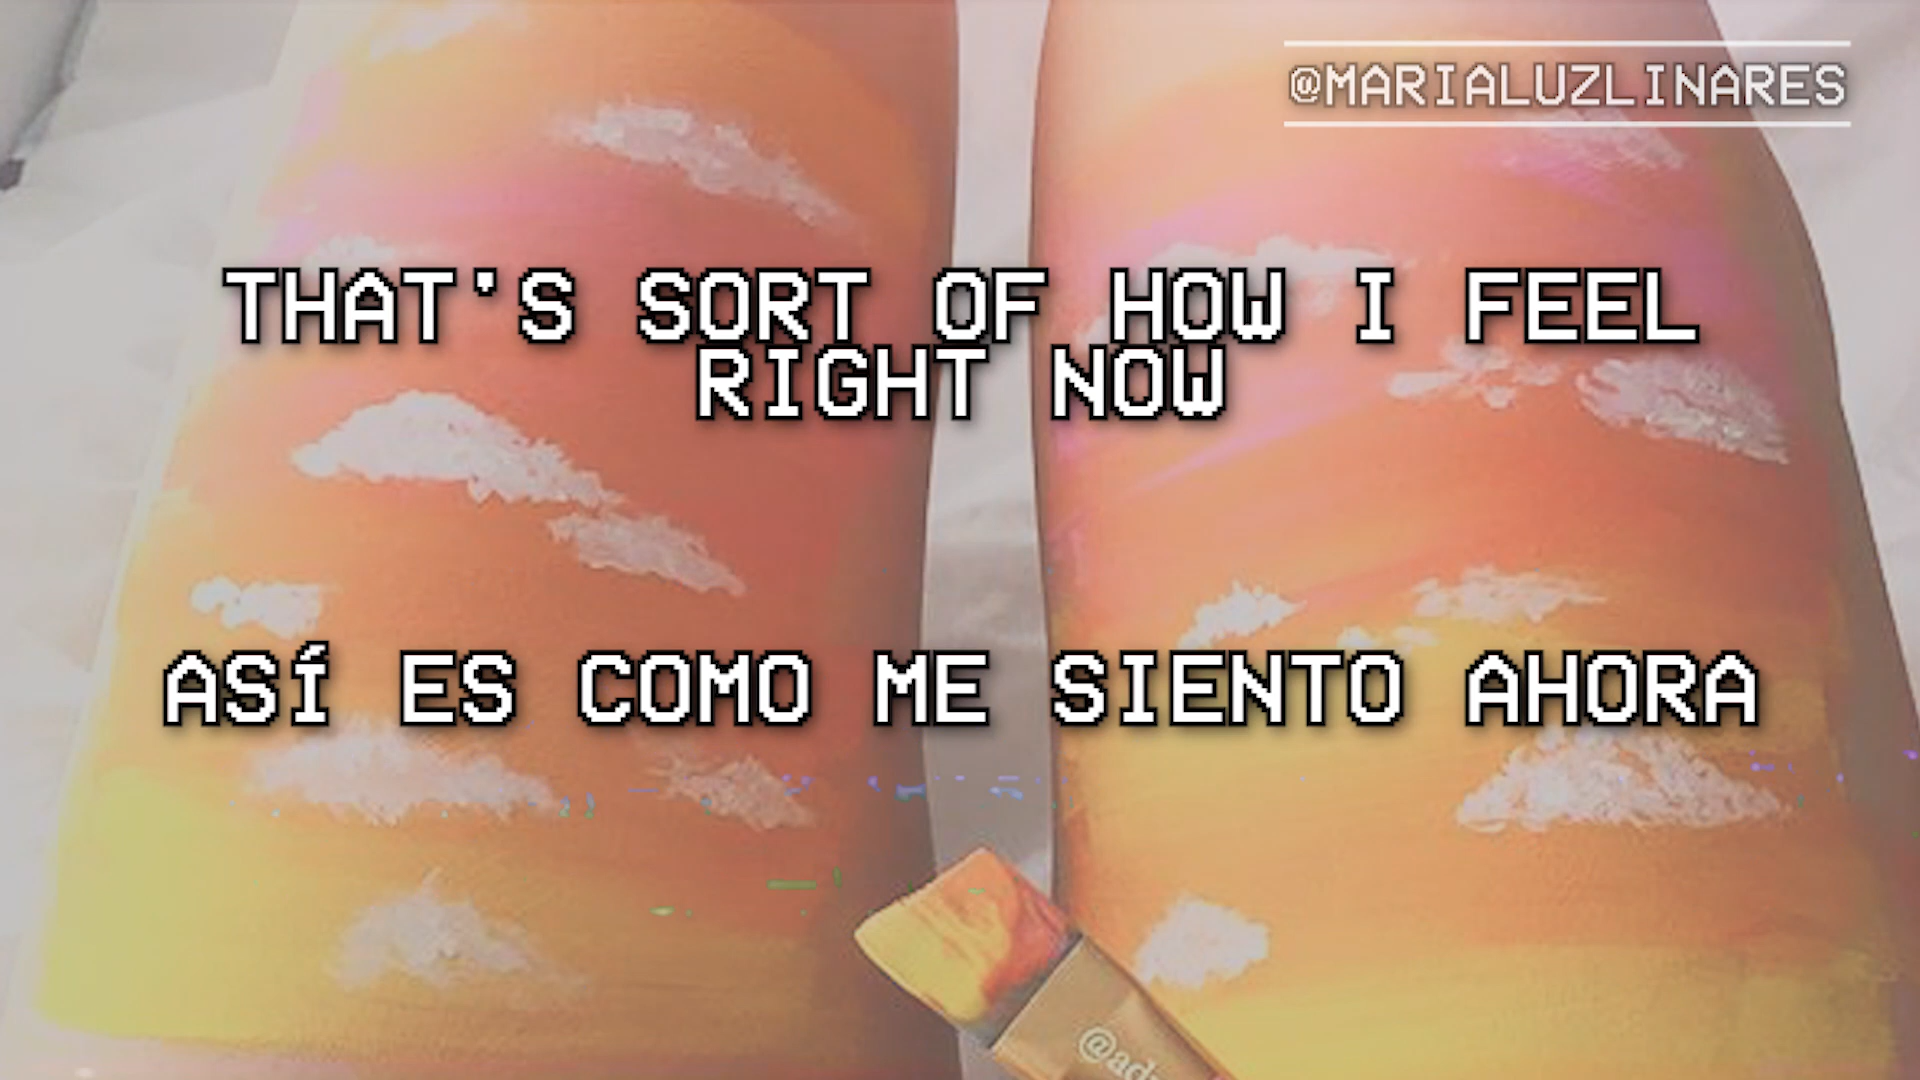 @MARIALUZLINARES
THAT'S SORT OF HOW I FEEL
RIGHT NOW
ASÍ ES COMO ME SIENTO AHORA